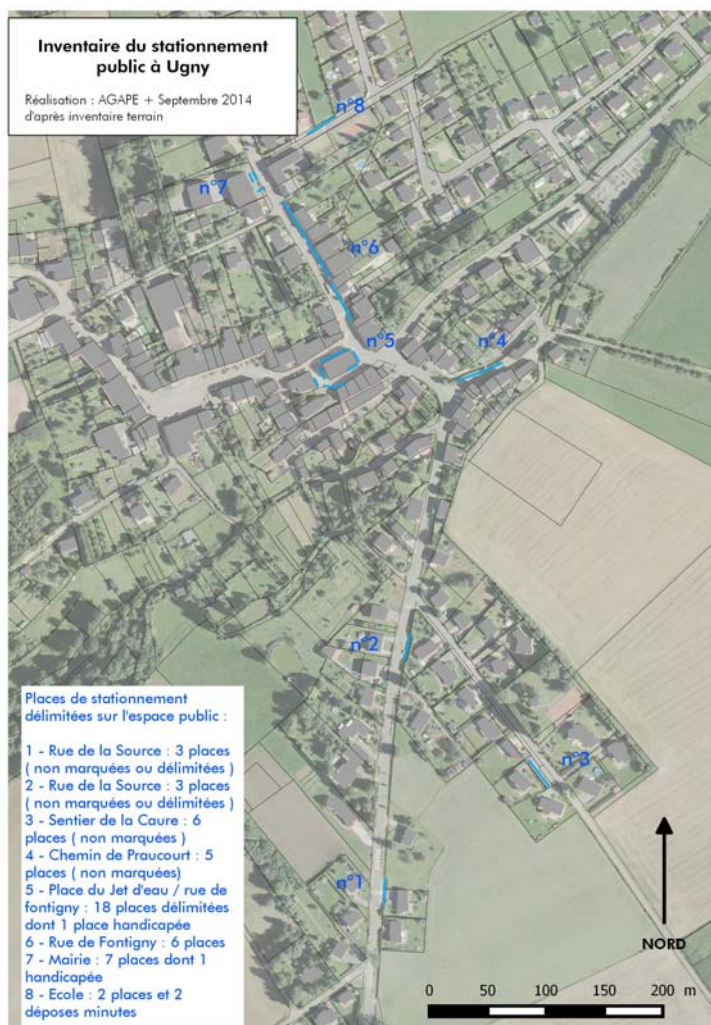 Inventaire du stationnement
public à Ugny
Réalisation : AGAPE + Septembre 2014
d'après inventaire terrain
n°8
n°7
n°6
n°5
n°4
n°2
n°3
n°1
Places de stationnement
délimitées sur l'espace public :
1 - Rue de la Source : 3 places
( non marquées ou délimitées )
2 - Rue de la Source : 3 places
( non marquées ou délimitées )
3 - Sentier de la Caure : 6
places ( non marquées )
4 - Chemin de Praucourt : 5
places ( non marquées)
5 - Place du Jet d'eau / rue de
fontigny : 18 places délimitées
dont 1 place handicapée
6 - Rue de Fontigny : 6 places
7 - Mairie : 7 places dont 1
handicapée
8 - Ecole : 2 places et 2
déposes minutes
NORD
0 50 100 150 200 m